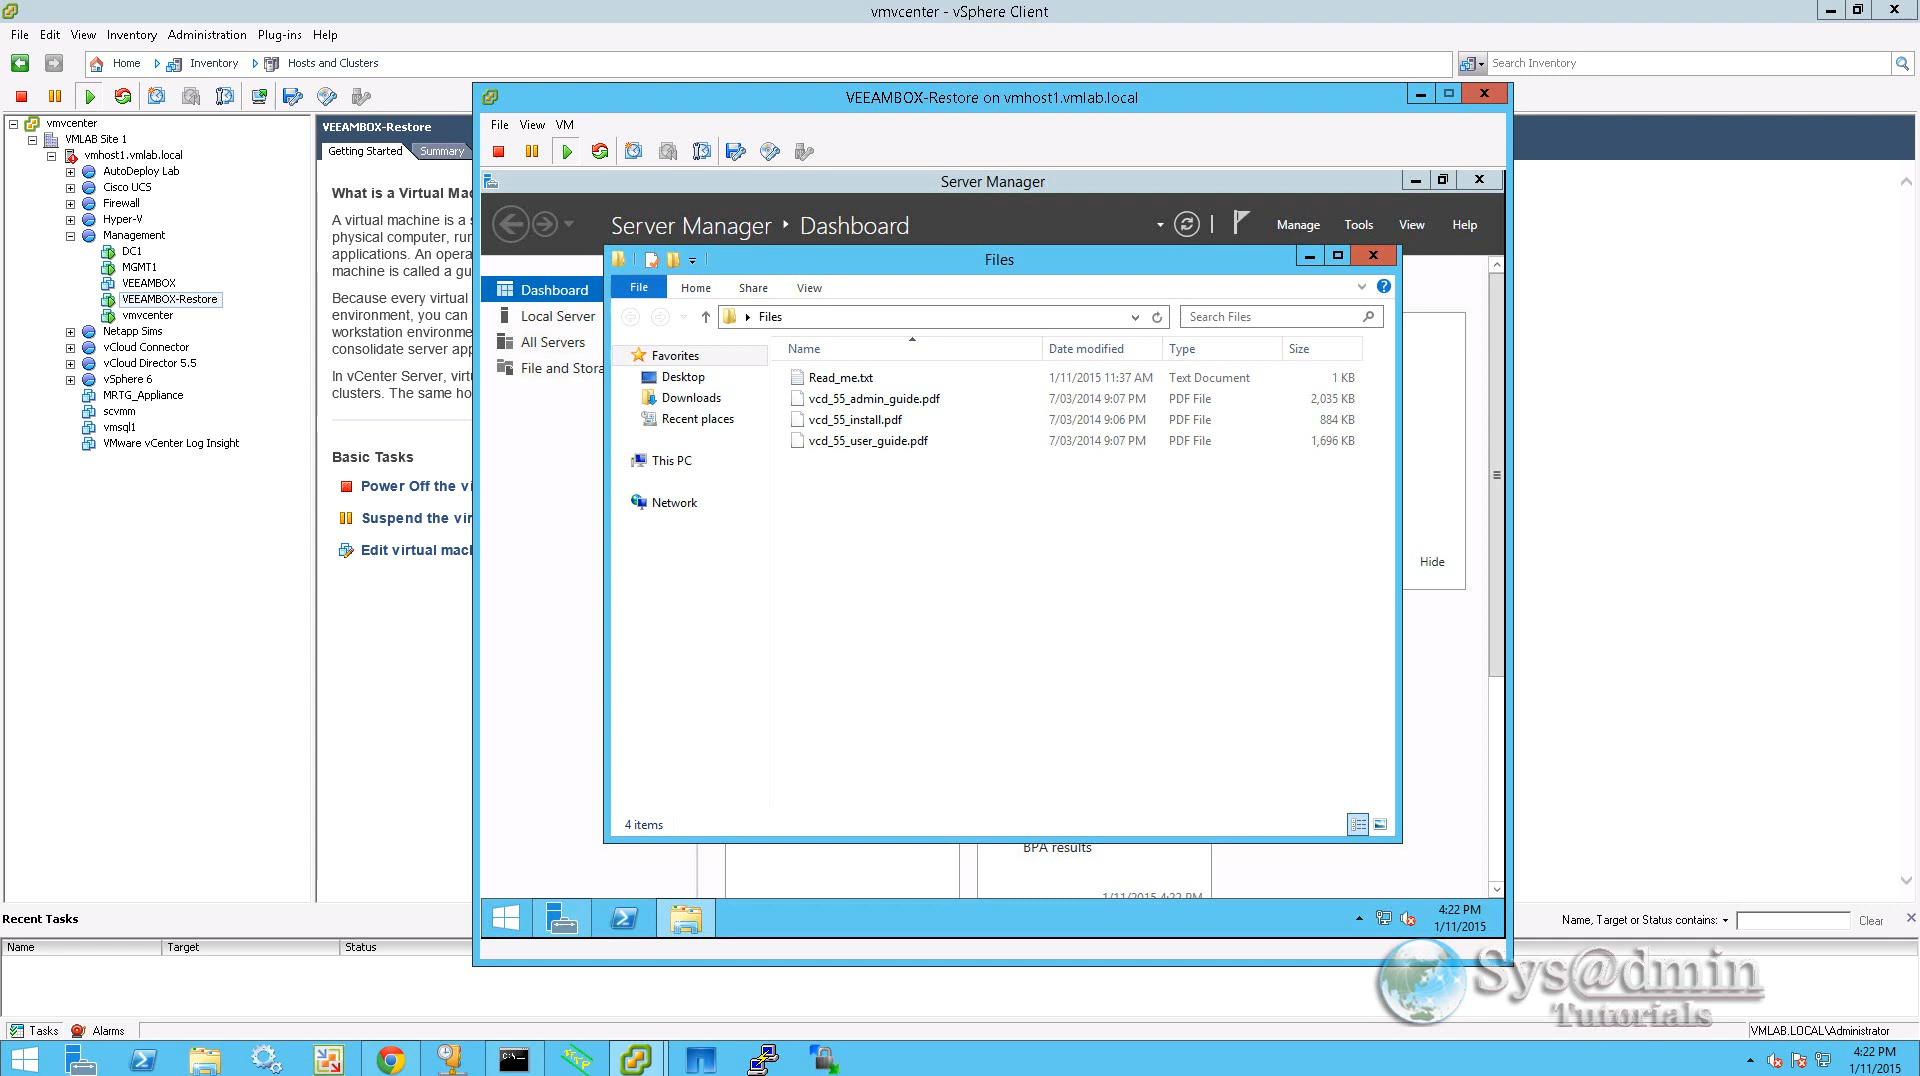 vmvcenter - vSphere Client
File Edit View Inventory Administration Plug-ins Help
Home Inventory Hosts and Clusters
Search Inventory
vmvcenter
VMLAB Site 1
vmhost1.vmlab.local
AutoDeploy Lab
Cisco UCS
Firewall
Hyper-V
Management
DC1
MGMT1
VEEAMBOX
VEEAMBOX-Restore
vmvcenter
Netapp Sims
vCloud Connector
vCloud Director 5.5
vSphere 6
MRTG_Appliance
scvmm
vmsql1
VMware vCenter Log Insight
VEEAMBOX-Restore
Getting Started Summary
What is a Virtual Mac
A virtual machine is a s
physical computer, run
applications. An opera
machine is called a gu
Because every virtual
environment, you can
workstation environme
consolidate server app
In vCenter Server, virtu
clusters. The same ho
Basic Tasks
Power Off the vi
Suspend the vir
Edit virtual mach
VEEAMBOX-Restore on vmhost1.vmlab.local
File View VM
Server Manager
Server Manager Dashboard
Manage Tools View Help
Dashboard
Local Server
All Servers
File and Stora
Files
File Home Share View
Files
Search Files
Favorites
Desktop
Downloads
Recent places
This PC
Network
Name Date modified Type Size
Read_me.txt 1/11/2015 11:37 AM Text Document 1 KB
vcd_55_admin_guide.pdf 7/03/2014 9:07 PM PDF File 2,035 KB
vcd_55_install.pdf 7/03/2014 9:06 PM PDF File 884 KB
vcd_55_user_guide.pdf 7/03/2014 9:07 PM PDF File 1,696 KB
4 items
Hide
BPA results
1/11/2015 4:22 PM
4:22 PM
1/11/2015
Recent Tasks
Name, Target or Status contains:
Clear
Name Target Status
Sys@dmin
Tutorials
Tasks Alarms
VMLAB.LOCAL\Administrator
4:22 PM
1/11/2015